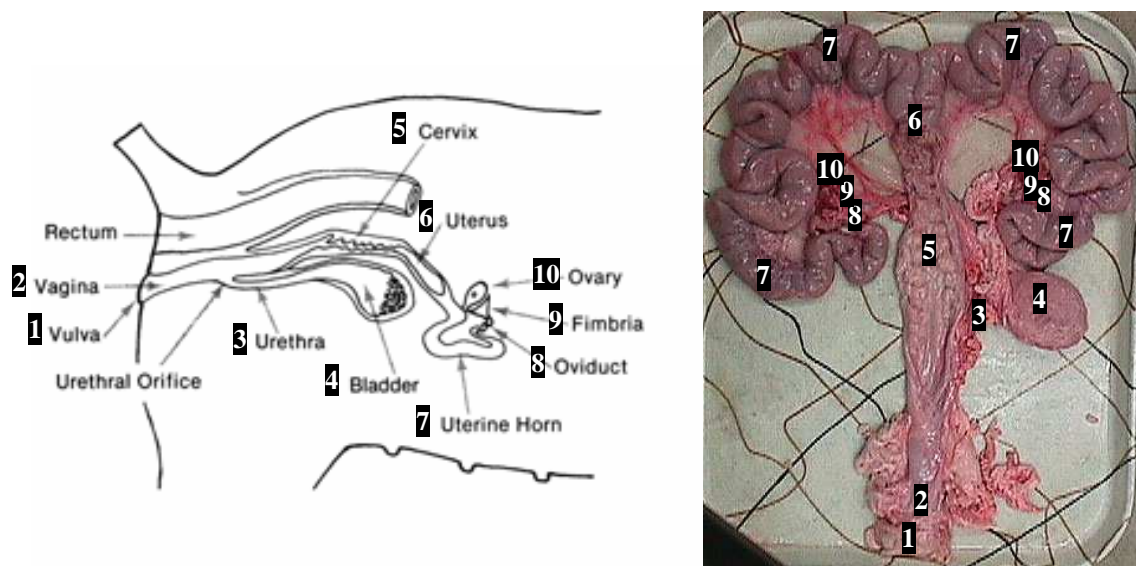 5 Cervix
6 Uterus
Rectum
10 Ovary
2 Vagina
9 Fimbria
1 Vulva
3 Urethra
8 Oviduct
Urethral Orifice
4 Bladder
7 Uterine Horn
7
7
6
10
9
8
10
9
8
5
7
7
4
3
2
1